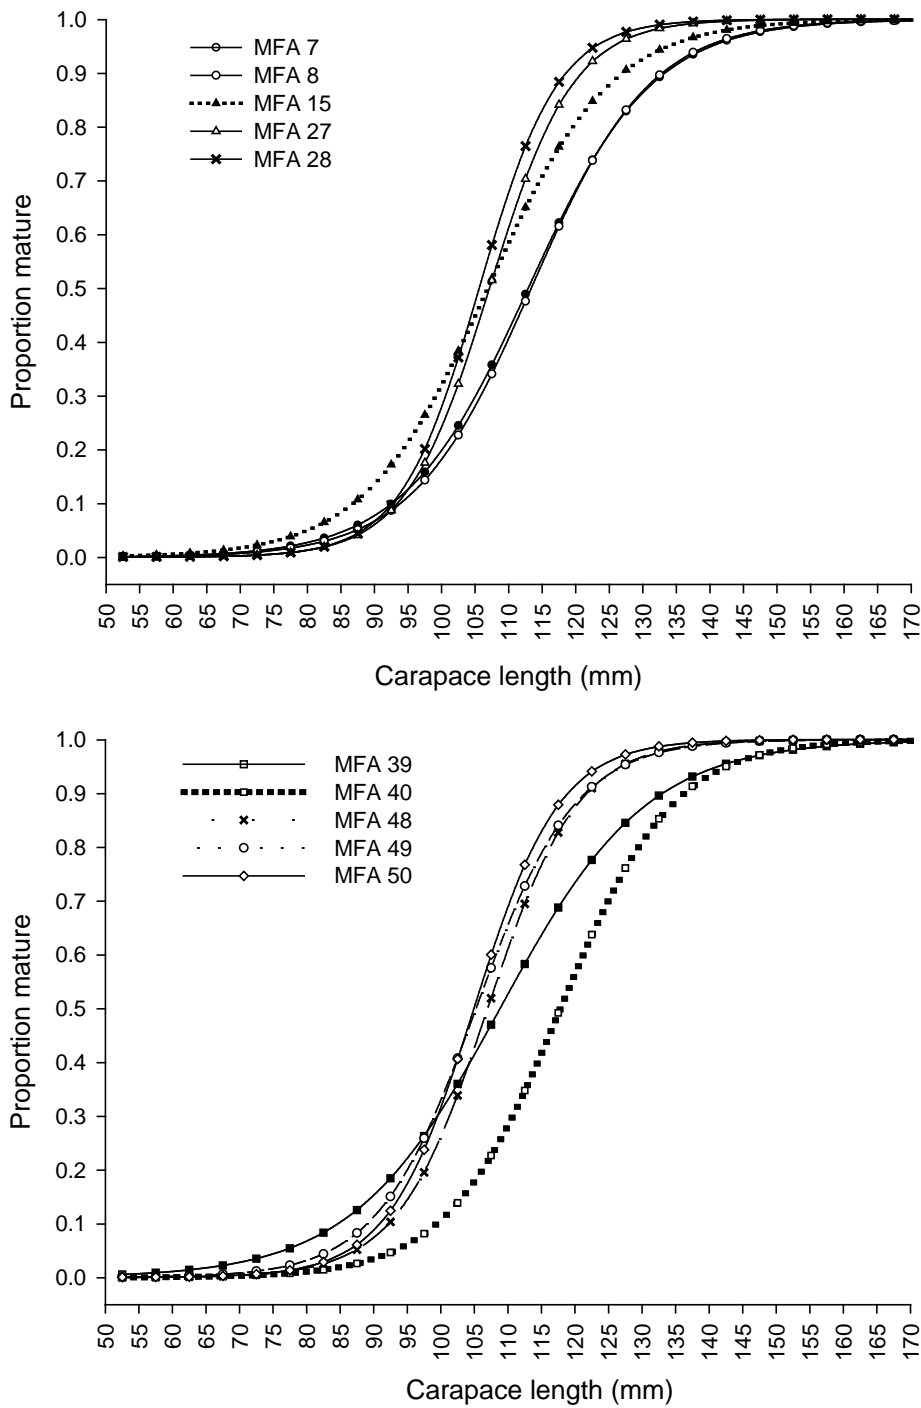 1.0
0.9
0.8
0.7
0.6
0.5
0.4
0.3
0.2
0.1
0.0
Proportion mature
MFA 7
MFA 8
MFA 15
MFA 27
MFA 28
50 55 60 65 70 75 80 85 90 95 100 105 110 115 120 125 130 135 140 145 150 155 160 165 170
Carapace length (mm)
1.0
0.9
0.8
0.7
0.6
0.5
0.4
0.3
0.2
0.1
0.0
Proportion mature
MFA 39
MFA 40
MFA 48
MFA 49
MFA 50
50 55 60 65 70 75 80 85 90 95 100 105 110 115 120 125 130 135 140 145 150 155 160 165 170
Carapace length (mm)